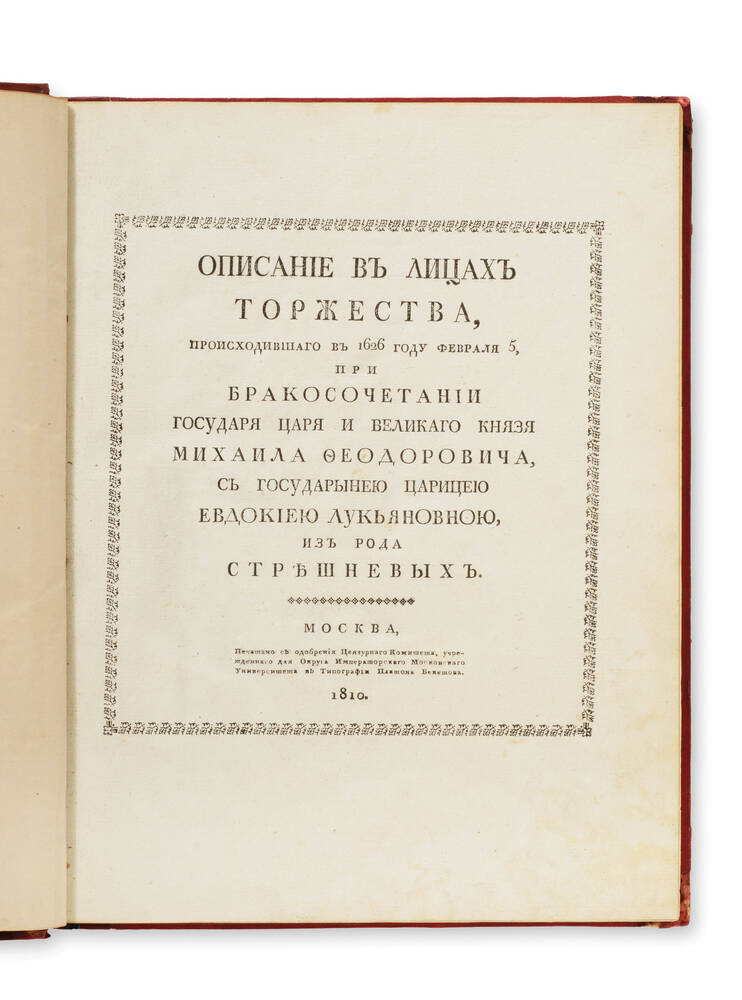 ОПИСАНІЕ ВЪ ЛИЦАХЪ
ТОРЖЕСТВА,
ПРОИСХОДИВШАГО ВЪ 1626 ГОДУ ФЕВРАЛЯ 5,
ПРИ
БРАКОСОЧЕТАНІИ
ГОСУДАРЯ ЦАРЯ И ВЕЛИКАГО КНЯЗЯ
МИХАИЛА ѲЕОДОРОВИЧА,
СЪ ГОСУДАРЫНЕЮ ЦАРИЦЕЮ
ЕВДОКІЕЮ ЛУКЬЯНОВНОЮ,
ИЗЪ РОДА
СТРѢШНЕВЫХЪ.
МОСКВА,
Печатано съ одобренія Цензурнаго Комитета, учре-
жденнаго для Округа Императорскаго Московскаго
Университета въ Типографіи Платона Бекетова.
1810.